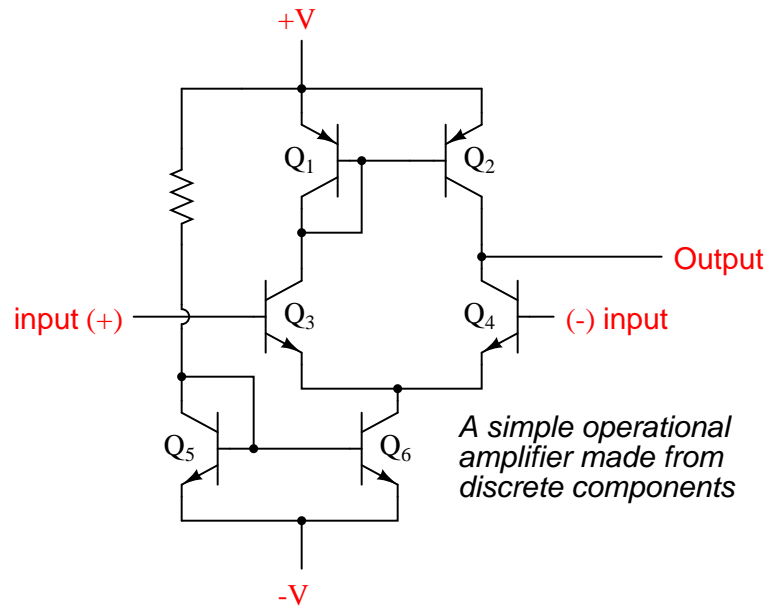 +V
Q1
Q2
Output
input (+)
Q3
Q4
(-) input
Q5
Q6
A simple operational
amplifier made from
discrete components
-V